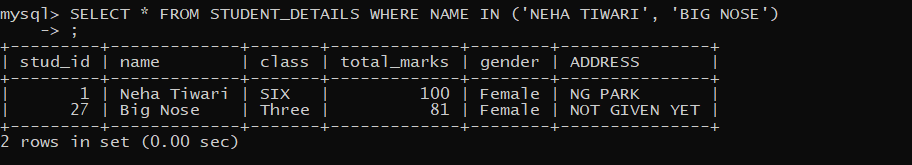 mysql> SELECT * FROM STUDENT_DETAILS WHERE NAME IN ('NEHA TIWARI', 'BIG NOSE')
    -> ;
+---------+-------------+-------+-------------+--------+---------------+
| stud_id | name        | class | total_marks | gender | ADDRESS       |
+---------+-------------+-------+-------------+--------+---------------+
|       1 | Neha Tiwari | SIX   |         100 | Female | NG PARK       |
|      27 | Big Nose    | Three |          81 | Female | NOT GIVEN YET |
+---------+-------------+-------+-------------+--------+---------------+
2 rows in set (0.00 sec)